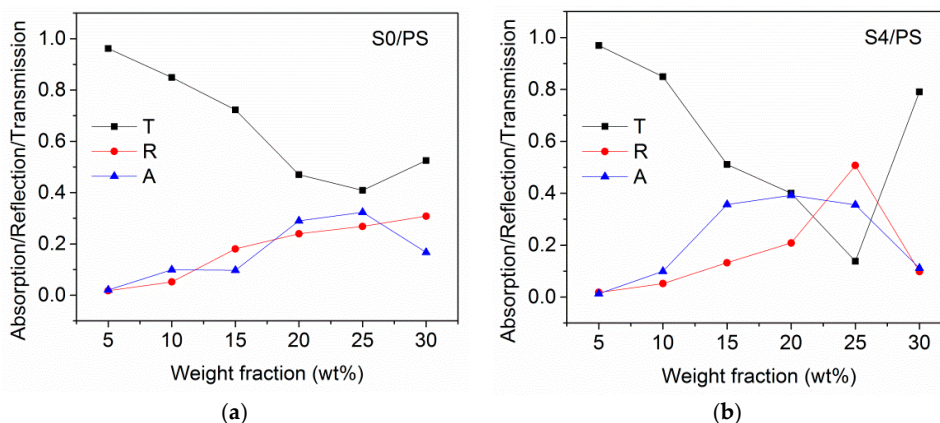 S0/PS
Absorption/Reflection/Transmission
1.0
0.8
0.6
0.4
0.2
0.0
T
R
A
5 10 15 20 25 30
Weight fraction (wt%)
(a)
S4/PS
Absorption/Reflection/Transmission
1.0
0.8
0.6
0.4
0.2
0.0
T
R
A
5 10 15 20 25 30
Weight fraction (wt%)
(b)